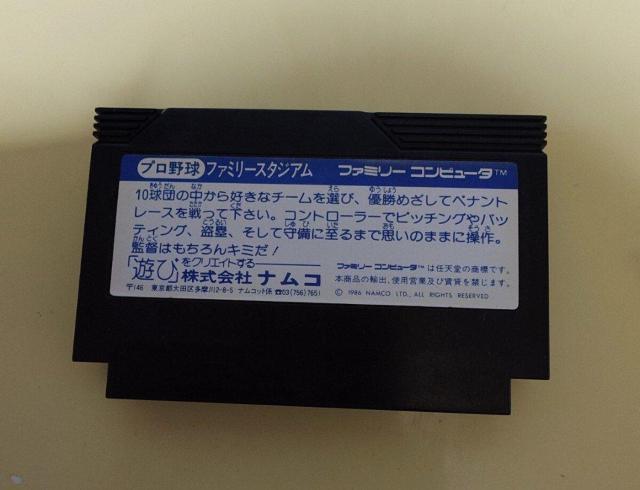 プロ野球 ファミリースタジアム ファミリー コンピュータ™
10球団の中から好きなチームを選び、優勝めざしてペナント
レースを戦って下さい。コントローラーでピッチングやバッ
ティング、盗塁、そして守備に至るまで思いのままに操作。
監督はもちろんキミだ!
「遊び」をクリエイトする
株式会社 ナムコ
〒146 東京都大田区多摩川2-8-5 ナムコット係 ☎03(756)7651
ファミリー コンピュータ™は任天堂の商標です。
本商品の輸出、使用営業及び賃貸を禁じます。
© 1986 NAMCO LTD., ALL RIGHTS RESERVED